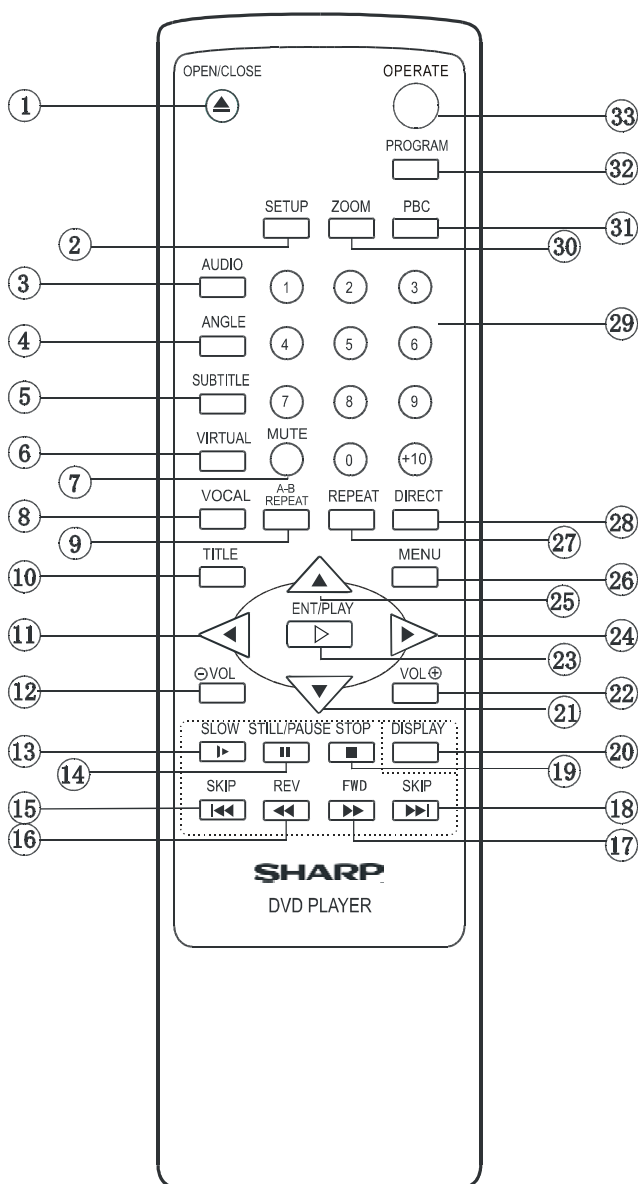 OPEN/CLOSE OPERATE
1 33
PROGRAM
32
SETUP ZOOM PBC
2 30 31
AUDIO
3 1 2 3
ANGLE 29
4 4 5 6
SUBTITLE
5 7 8 9
VIRTUAL MUTE
6 0 +10
7
VOCAL A-B REPEAT REPEAT DIRECT
8 28
9 27
TITLE MENU
10 26
25
ENT/PLAY
11 24
23
⊖VOL VOL⊕
12 22
21
SLOW STILL/PAUSE STOP DISPLAY
13 20
14 19
SKIP REV FWD SKIP
15 18
16 17
SHARP
DVD PLAYER